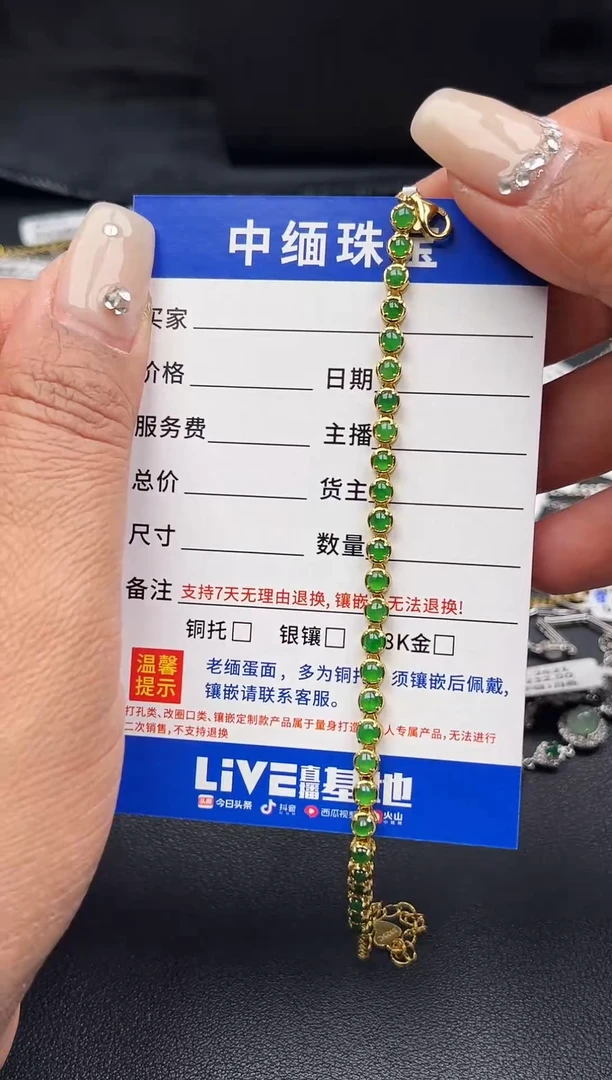 中缅珠宝
买家
价格 日期
服务费 主播
总价 货主
尺寸 数量
备注 支持7天无理由退换, 镶嵌 无法退换!
铜托□ 银镶□ 8K金□
温馨提示
老缅蛋面，多为铜托 须镶嵌后佩戴,
镶嵌请联系客服。
打孔类、改圈口类、镶嵌定制款产品属于量身打造 人专属产品,无法进行
二次销售,不支持退换
LiVE直播基地
头条 今日头条 抖音 西瓜视频 火山